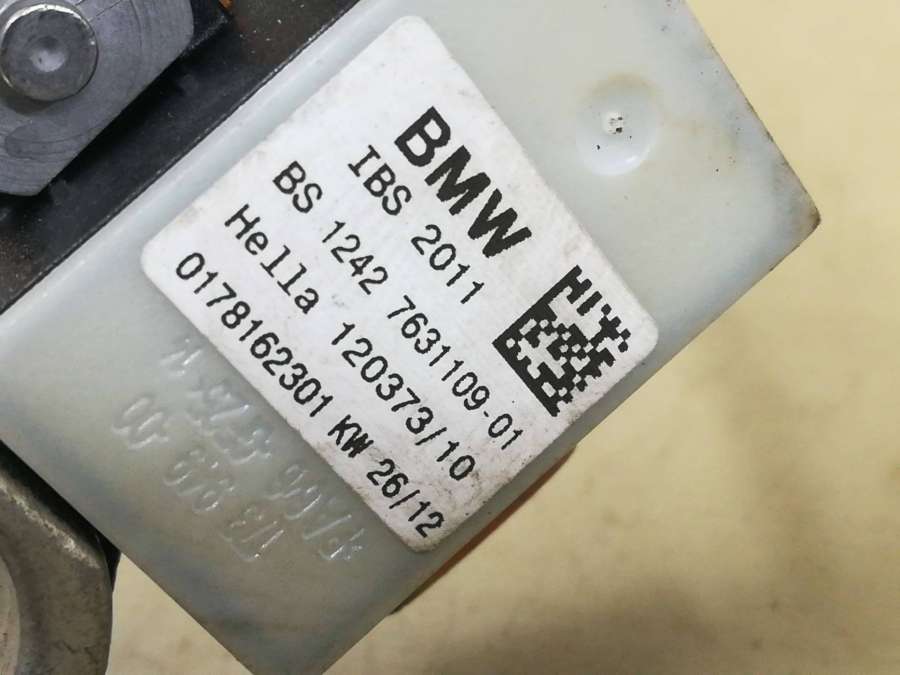 BMW
IBS 2011
BS 1242 7631109-01
Hella 120373/10
0178162301 KW 26/12